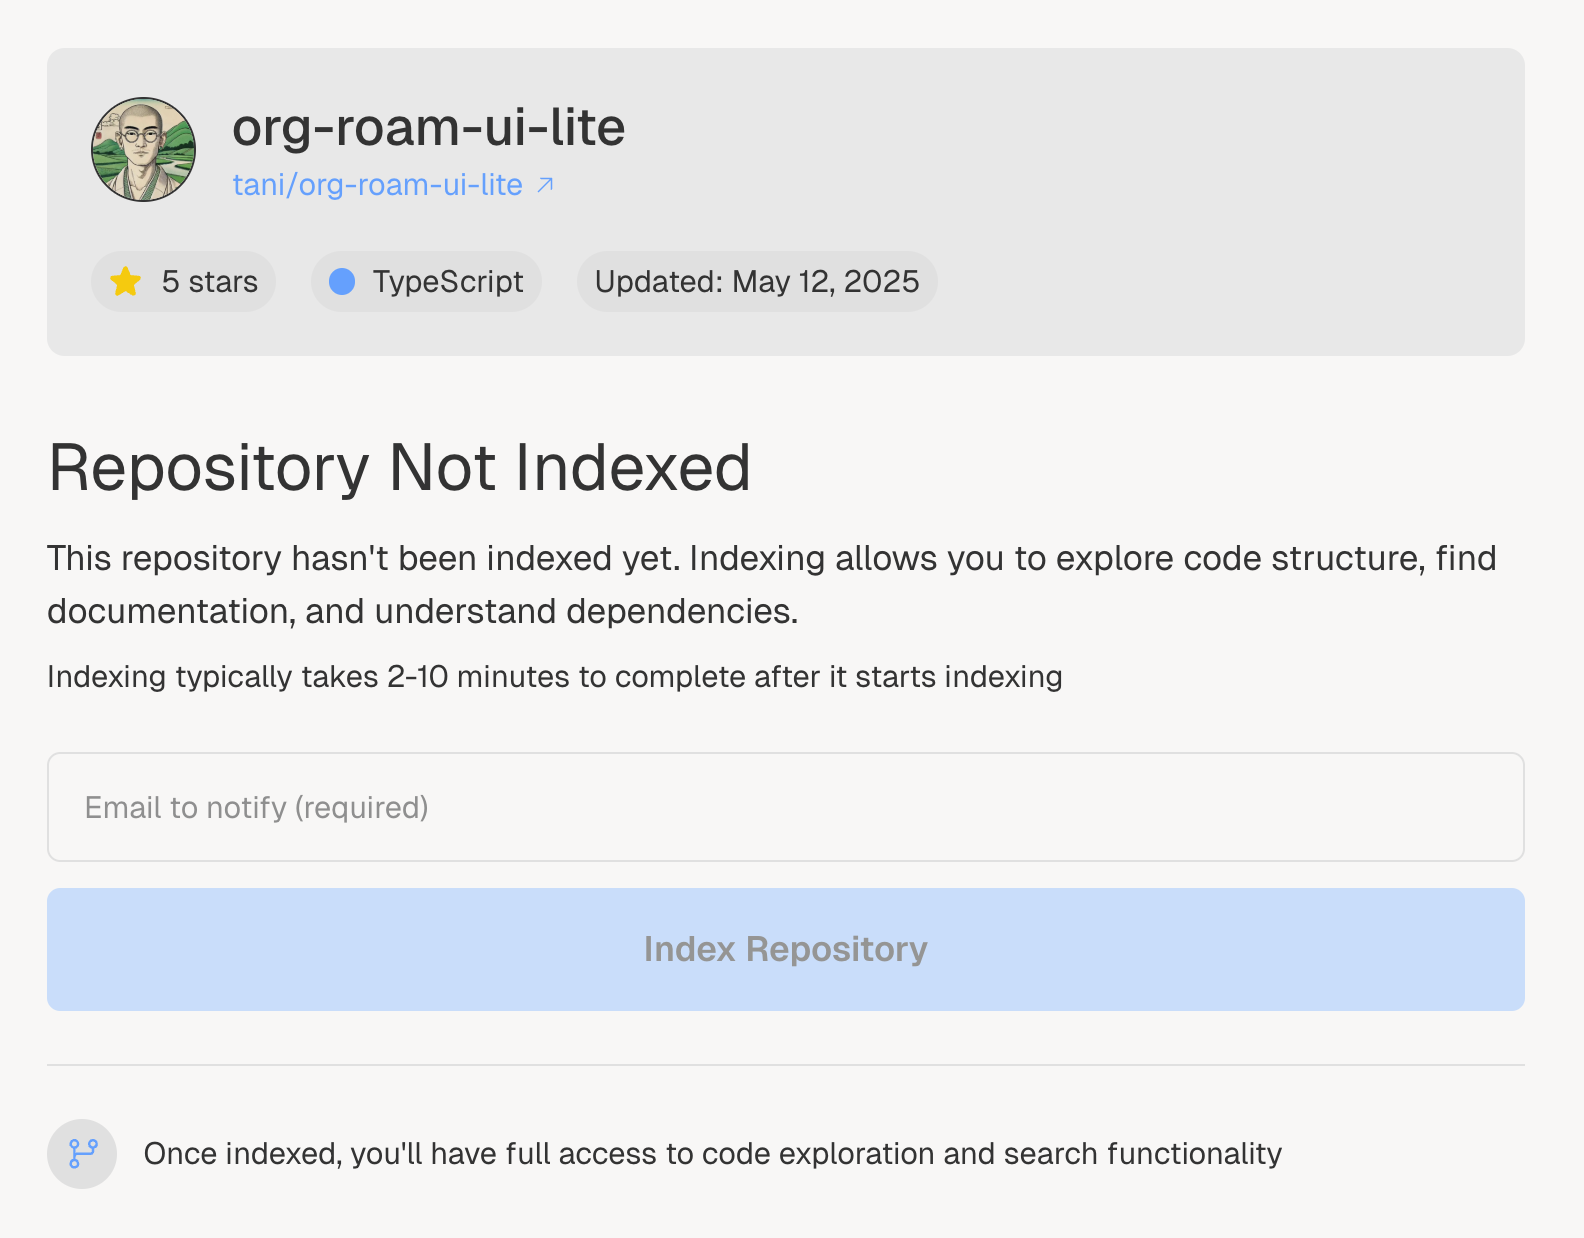 org-roam-ui-lite
tani/org-roam-ui-lite ↗
5 stars
TypeScript
Updated: May 12, 2025
Repository Not Indexed
This repository hasn't been indexed yet. Indexing allows you to explore code structure, find
documentation, and understand dependencies.
Indexing typically takes 2-10 minutes to complete after it starts indexing
Email to notify (required)
Index Repository
Once indexed, you'll have full access to code exploration and search functionality